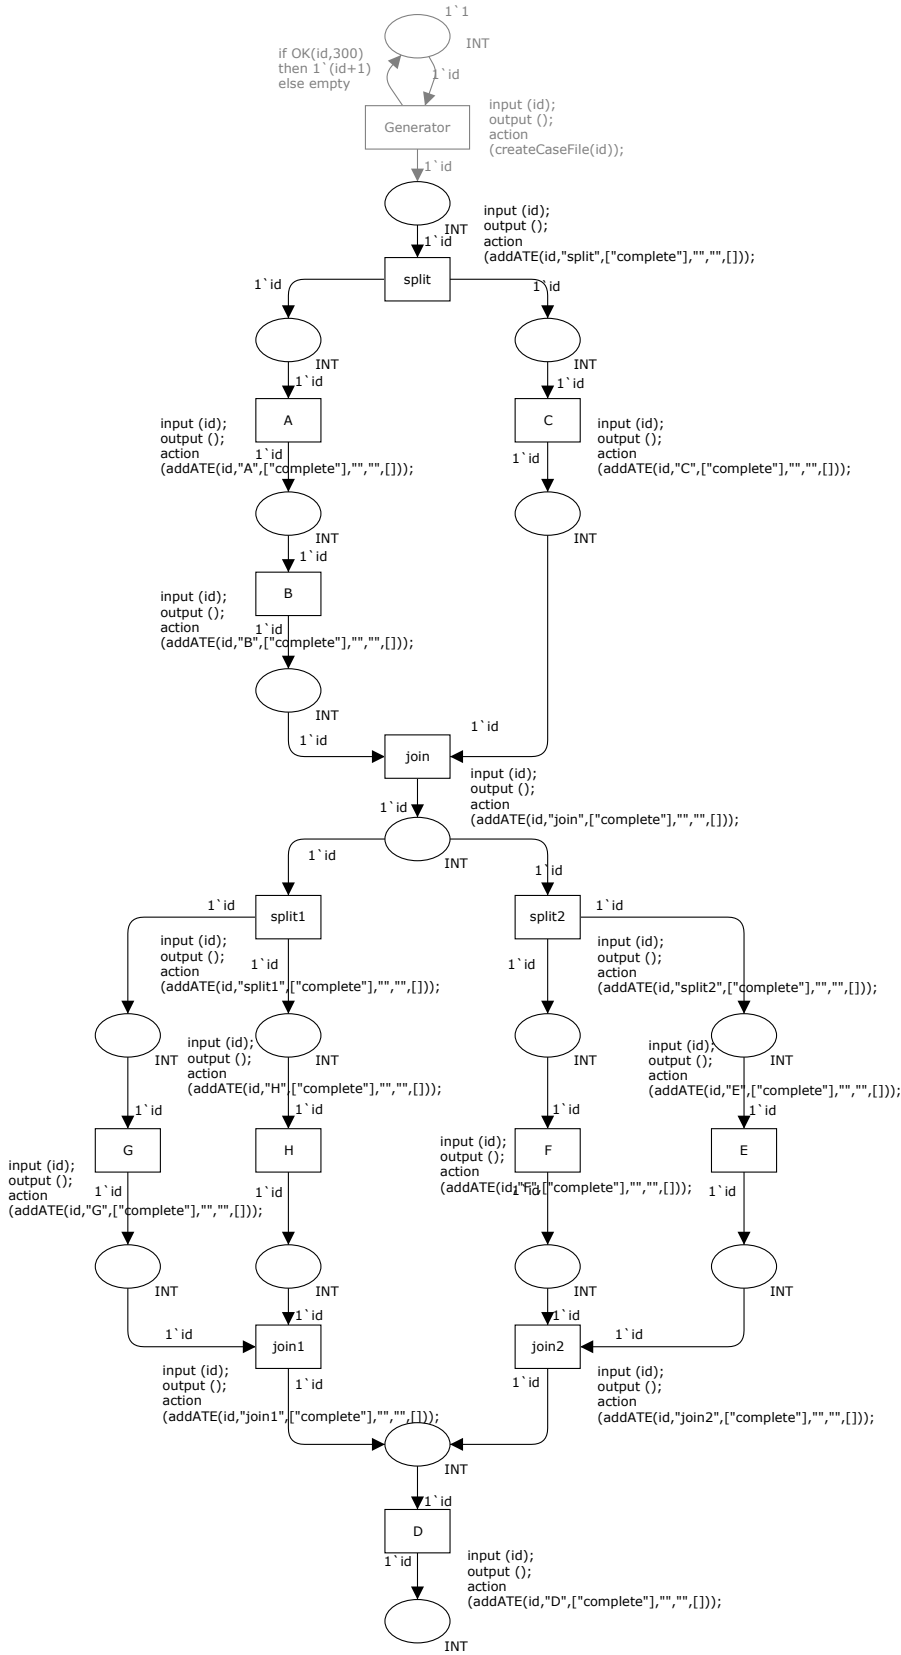 1`1
INT
if OK(id,300)
then 1`(id+1)
else empty
1`id
Generator
input (id);
output ();
action
(createCaseFile(id));
1`id
INT
1`id
input (id);
output ();
action
(addATE(id,"split",["complete"],"","",[]));
split
1`id
1`id
INT
INT
1`id
1`id
A
C
input (id);
output ();
action
(addATE(id,"A",["complete"],"","",[]));
1`id
input (id);
output ();
action
(addATE(id,"C",["complete"],"","",[]));
1`id
INT
INT
1`id
B
input (id);
output ();
action
(addATE(id,"B",["complete"],"","",[]));
1`id
INT
1`id
1`id
join
input (id);
output ();
action
(addATE(id,"join",["complete"],"","",[]));
1`id
INT
1`id
1`id
split1
split2
1`id
1`id
input (id);
output ();
action
(addATE(id,"split1",["complete"],"","",[]));
1`id
1`id
input (id);
output ();
action
(addATE(id,"split2",["complete"],"","",[]));
INT
INT
INT
INT
input (id);
output ();
action
(addATE(id,"H",["complete"],"","",[]));
input (id);
output ();
action
(addATE(id,"E",["complete"],"","",[]));
1`id
1`id
1`id
1`id
G
H
F
E
input (id);
output ();
action
(addATE(id,"G",["complete"],"","",[]));
1`id
1`id
input (id);
output ();
action
(addATE(id,"F",["complete"],"","",[]));
1`id
1`id
INT
INT
INT
INT
1`id
1`id
1`id
1`id
join1
join2
input (id);
output ();
action
(addATE(id,"join1",["complete"],"","",[]));
1`id
1`id
input (id);
output ();
action
(addATE(id,"join2",["complete"],"","",[]));
INT
1`id
D
1`id
input (id);
output ();
action
(addATE(id,"D",["complete"],"","",[]));
INT